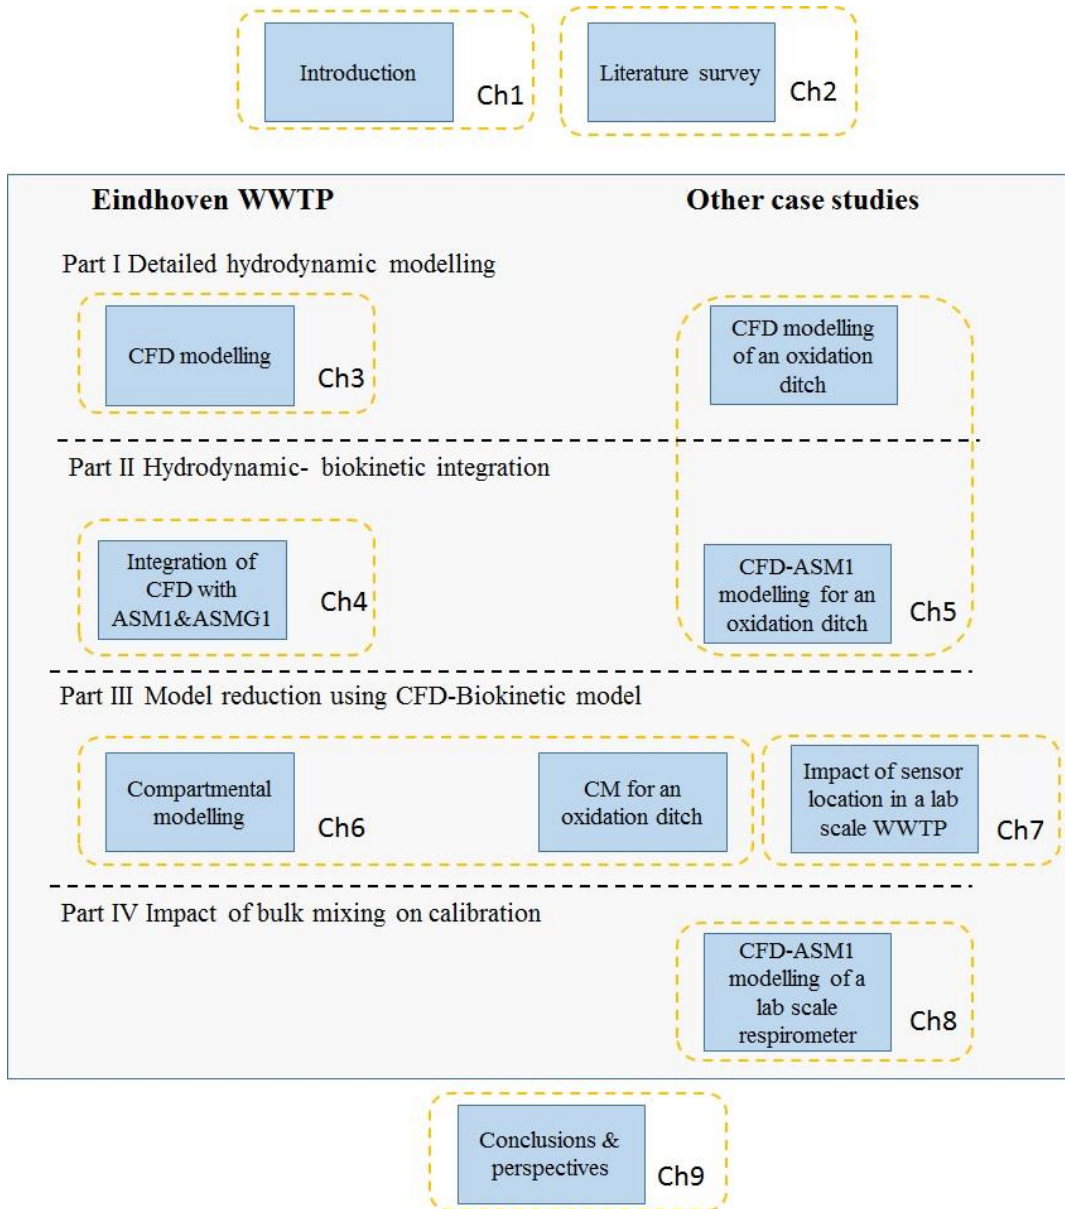 Introduction
Ch1
Literature survey
Ch2
Eindhoven WWTP
Other case studies
Part I Detailed hydrodynamic modelling
CFD modelling
Ch3
CFD modelling
of an oxidation
ditch
Part II Hydrodynamic- biokinetic integration
Integration of
CFD with
ASM1&ASMG1
Ch4
CFD-ASM1
modelling for an
oxidation ditch
Ch5
Part III Model reduction using CFD-Biokinetic model
Compartmental
modelling
Ch6
CM for an
oxidation ditch
Impact of sensor
location in a lab
scale WWTP
Ch7
Part IV Impact of bulk mixing on calibration
CFD-ASM1
modelling of a
lab scale
respirometer
Ch8
Conclusions &
perspectives
Ch9